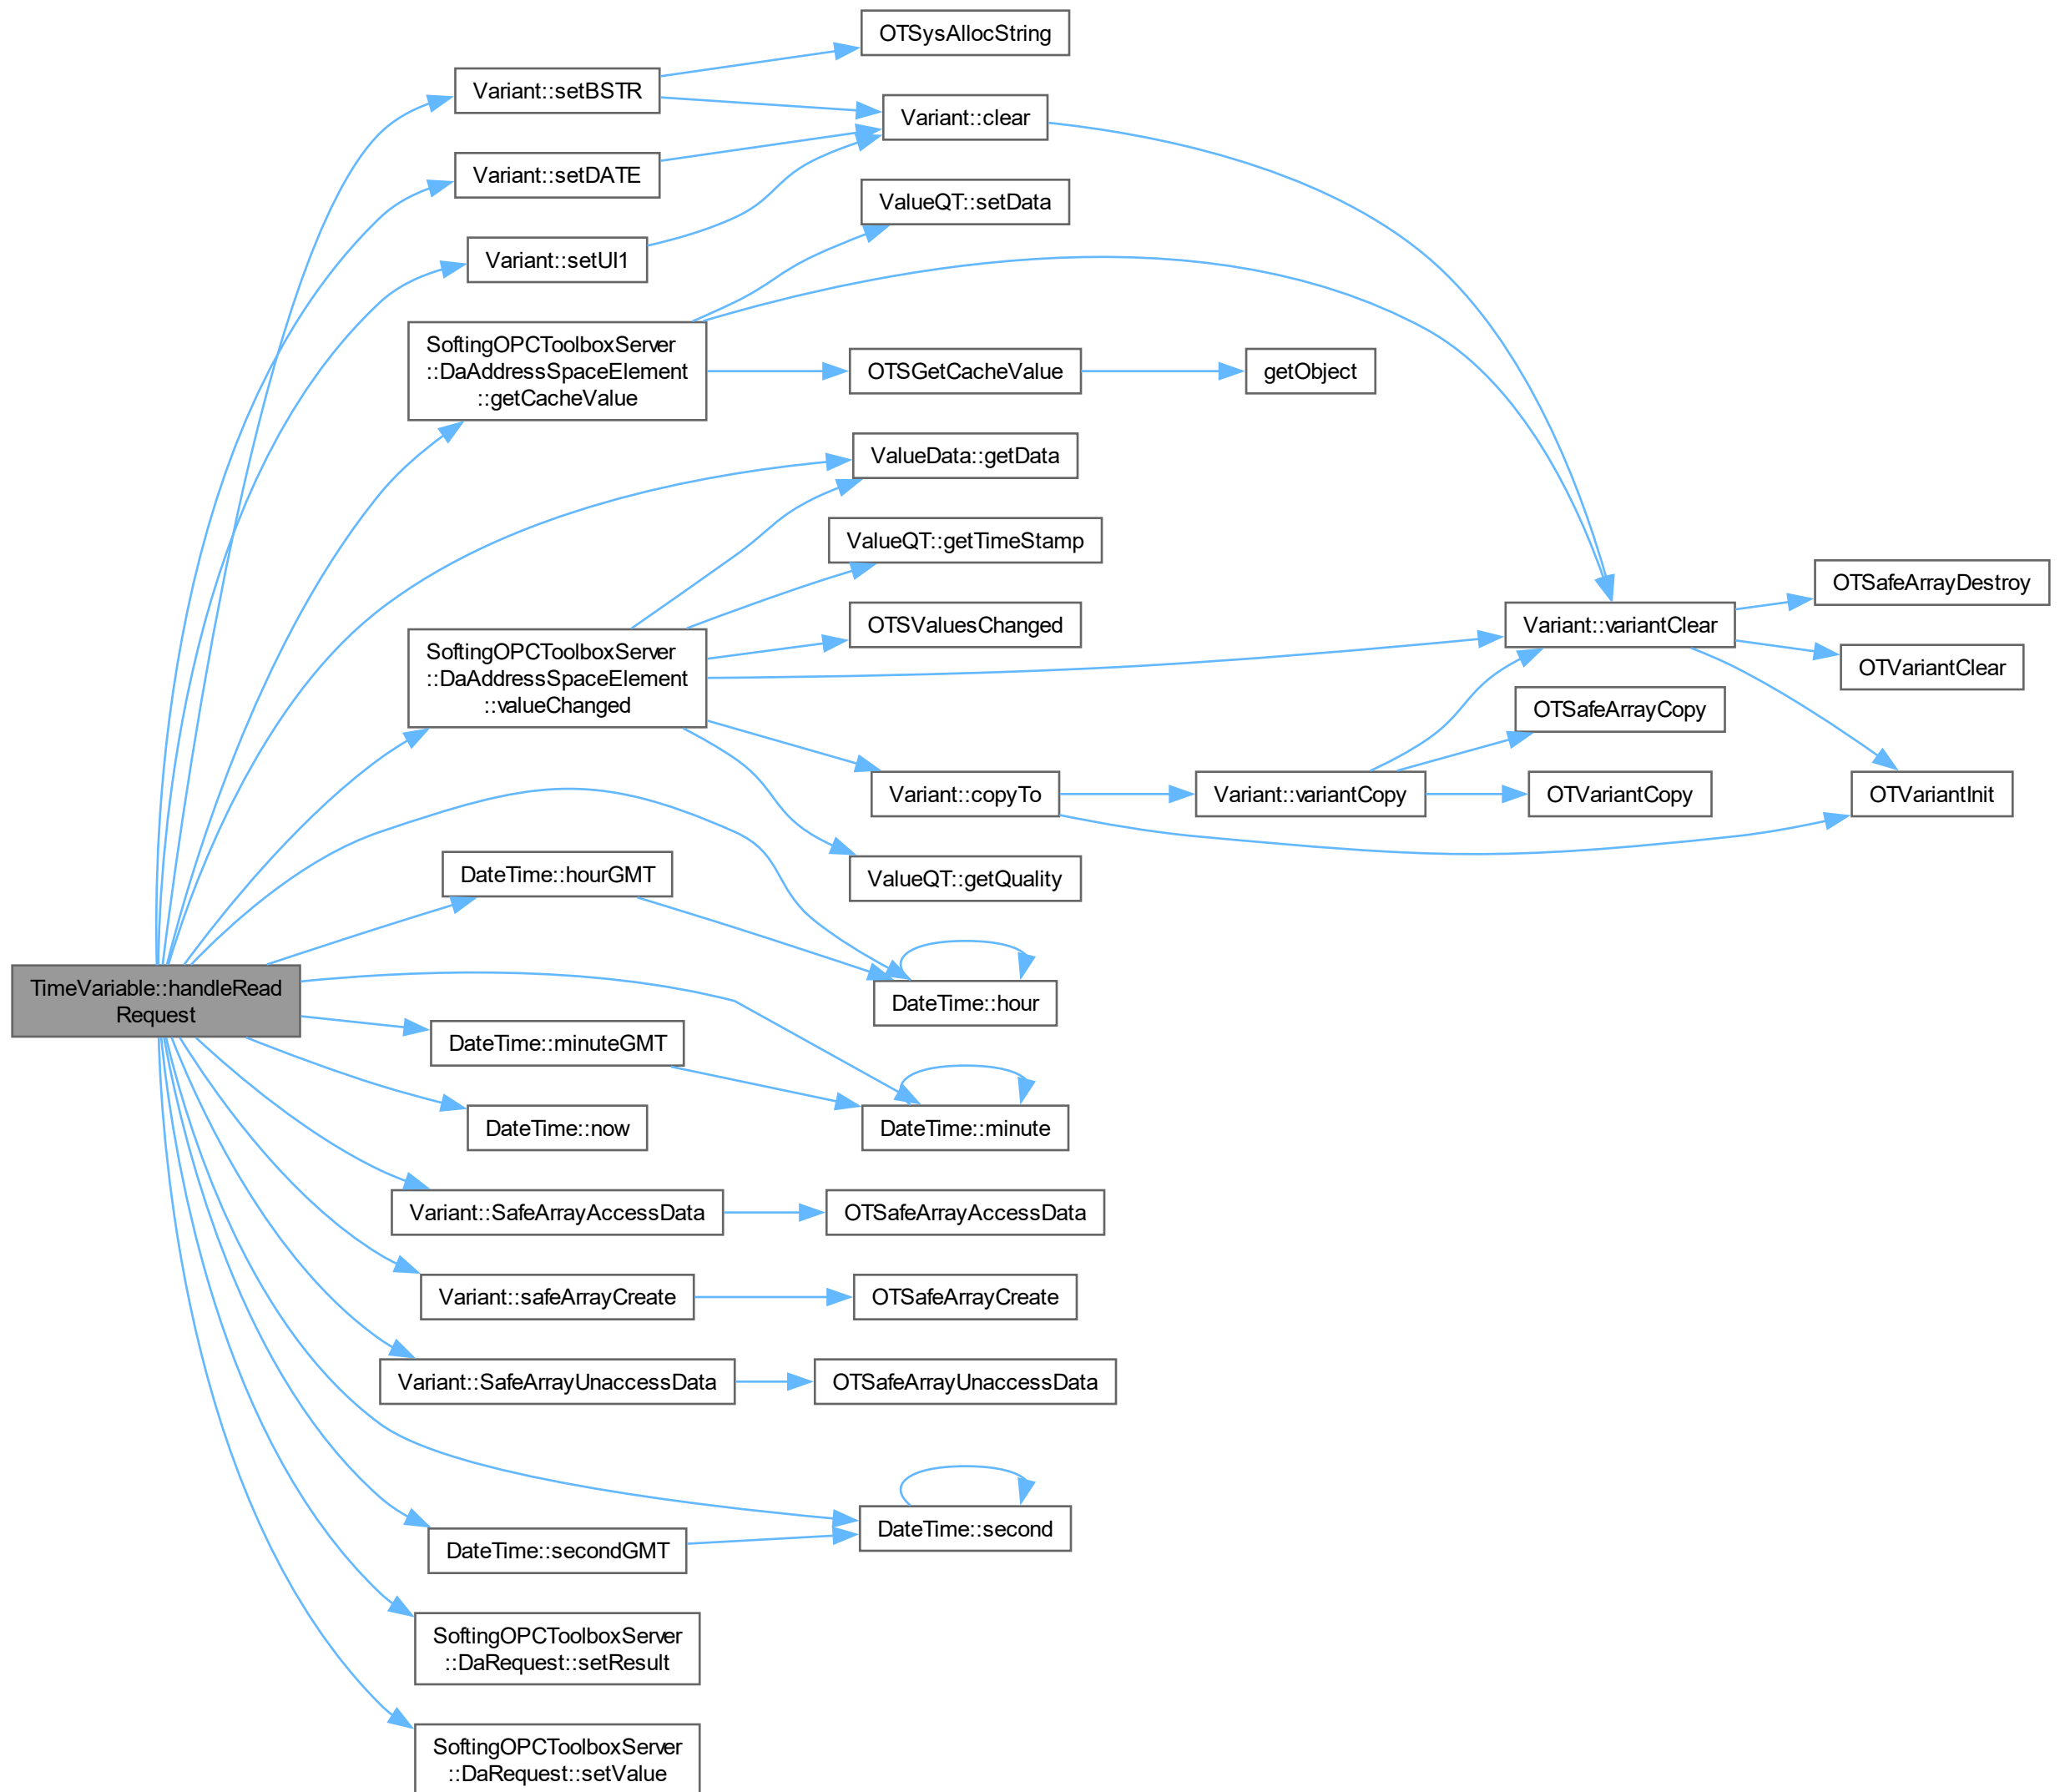 OTSysAllocString
Variant::setBSTR
Variant::clear
Variant::setDATE
ValueQT::setData
Variant::setUI1
SoftingOPCToolboxServer
::DaAddressSpaceElement
::getCacheValue
OTSGetCacheValue
getObject
ValueData::getData
ValueQT::getTimeStamp
OTSafeArrayDestroy
OTSValuesChanged
Variant::variantClear
SoftingOPCToolboxServer
::DaAddressSpaceElement
::valueChanged
OTVariantClear
OTSafeArrayCopy
Variant::copyTo
Variant::variantCopy
OTVariantCopy
OTVariantInit
DateTime::hourGMT
ValueQT::getQuality
TimeVariable::handleRead
Request
DateTime::hour
DateTime::minuteGMT
DateTime::now
DateTime::minute
Variant::SafeArrayAccessData
OTSafeArrayAccessData
Variant::safeArrayCreate
OTSafeArrayCreate
Variant::SafeArrayUnaccessData
OTSafeArrayUnaccessData
DateTime::second
DateTime::secondGMT
SoftingOPCToolboxServer
::DaRequest::setResult
SoftingOPCToolboxServer
::DaRequest::setValue